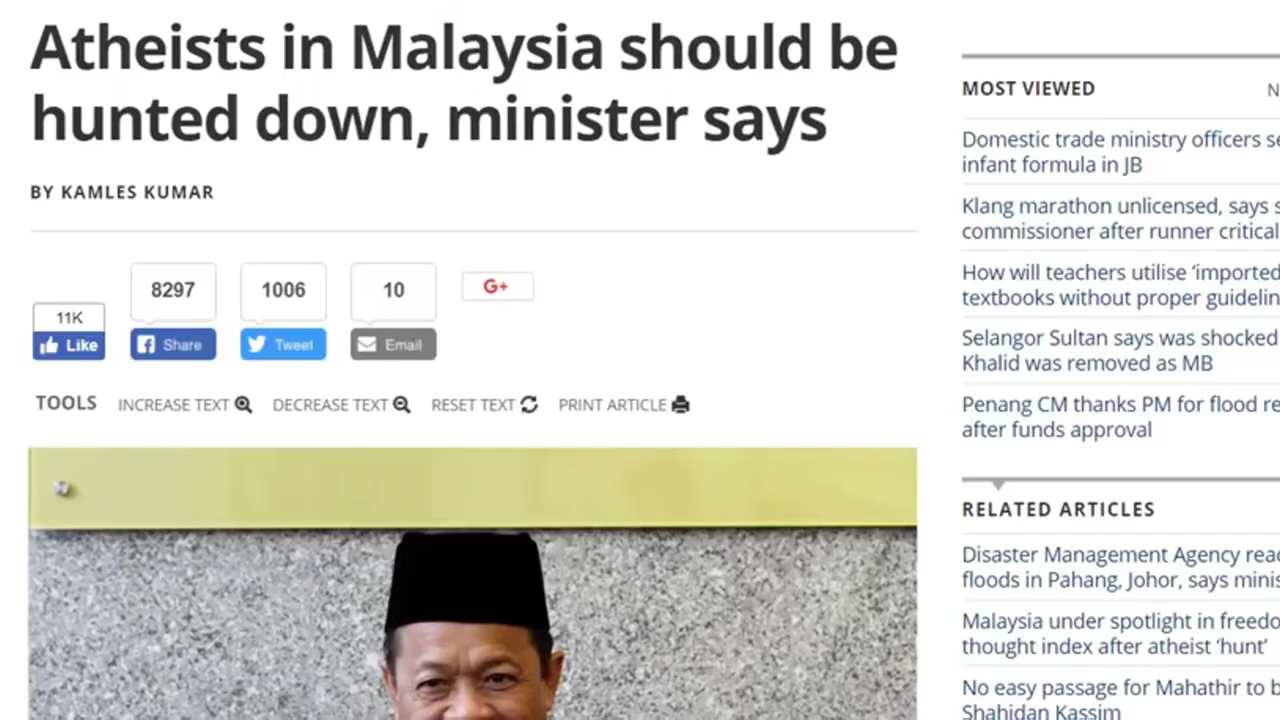 Atheists in Malaysia should be
hunted down, minister says
BY KAMLES KUMAR
11K
Like
8297
Share
1006
Tweet
10
Email
G+
TOOLS INCREASE TEXT DECREASE TEXT RESET TEXT PRINT ARTICLE
MOST VIEWED
Domestic trade ministry officers
infant formula in JB
Klang marathon unlicensed, says
commissioner after runner
How will teachers utilise ‘imported
textbooks without proper
Selangor Sultan says was shocked
Khalid was removed as MB
Penang CM thanks PM for flood
after funds approval
RELATED ARTICLES
Disaster Management Agency
floods in Pahang, Johor, says
Malaysia under spotlight in
thought index after atheist ‘hunt’
No easy passage for Mahathir to
Shahidan Kassim